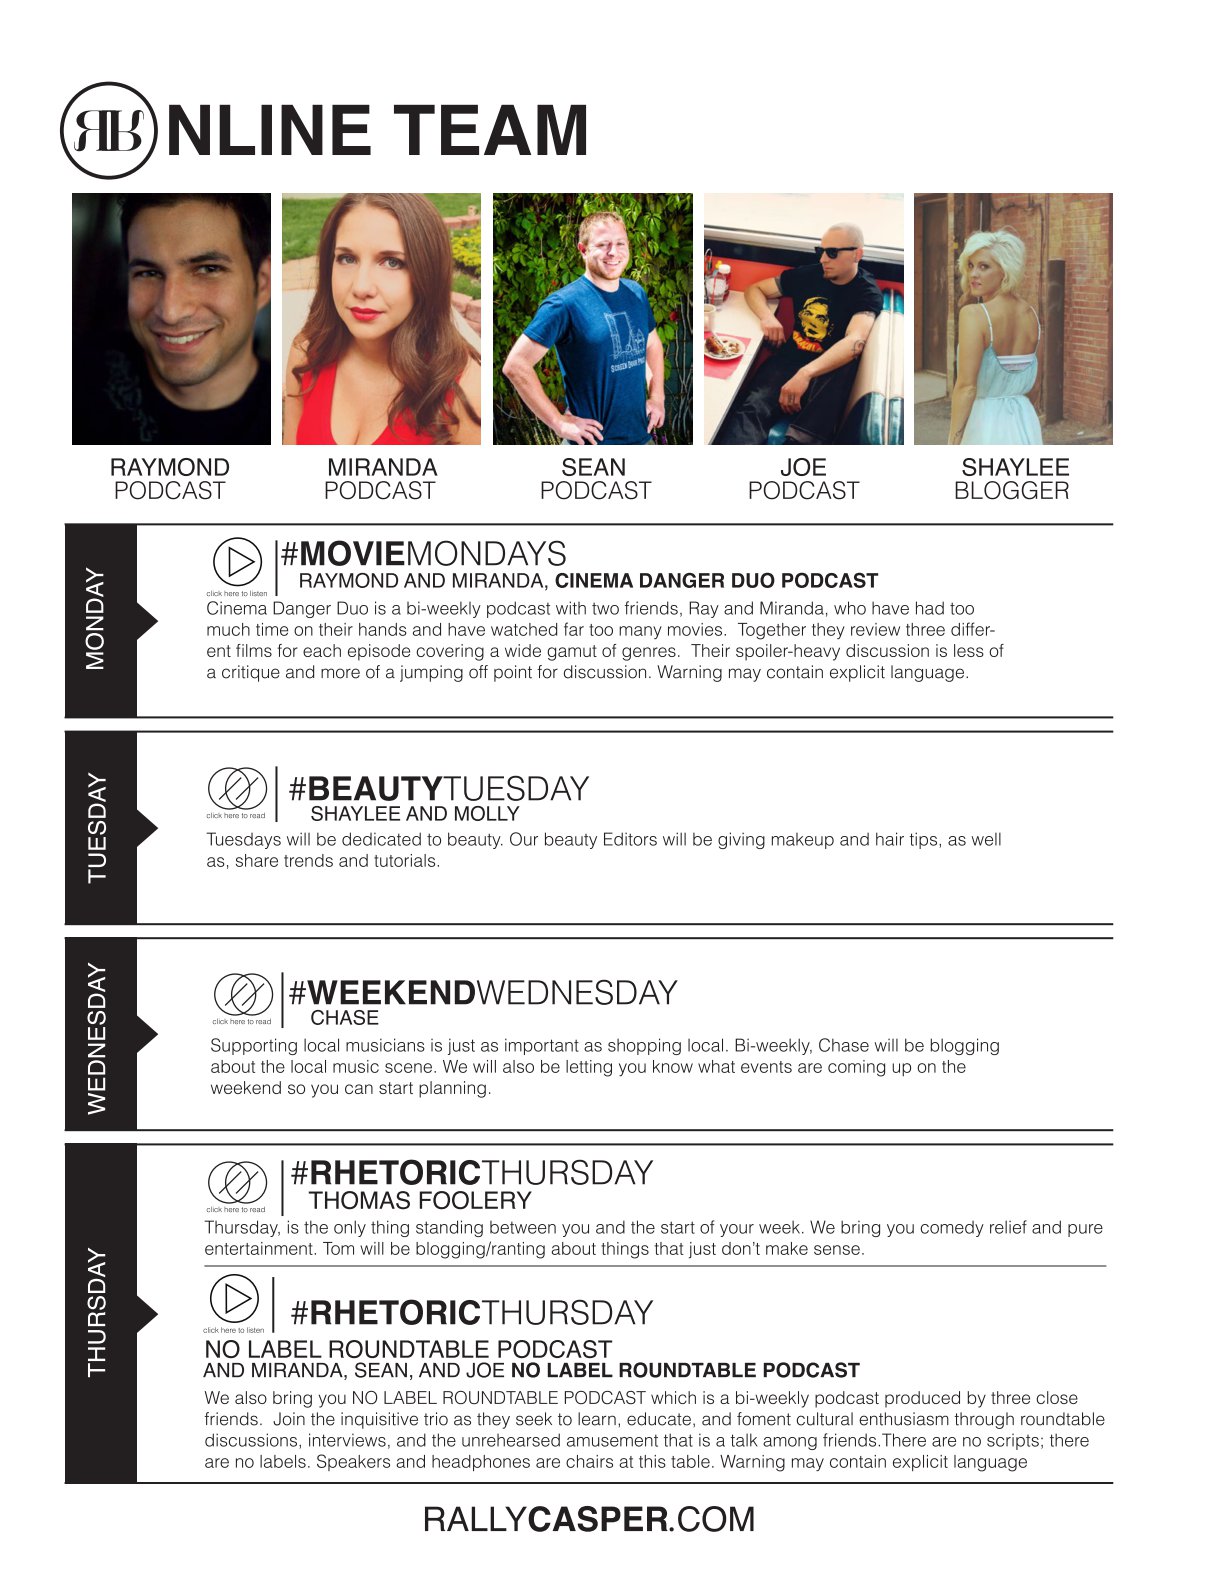 RK NLINE TEAM
RAYMOND
PODCAST
MIRANDA
PODCAST
SEAN
PODCAST
JOE
PODCAST
SHAYLEE
BLOGGER
MONDAY
click here to listen
#MOVIEMONDAYS
RAYMOND AND MIRANDA, CINEMA DANGER DUO PODCAST
Cinema Danger Duo is a bi-weekly podcast with two friends, Ray and Miranda, who have had too
much time on their hands and have watched far too many movies.  Together they review three differ-
ent films for each episode covering a wide gamut of genres.  Their spoiler-heavy discussion is less of
a critique and more of a jumping off point for discussion. Warning may contain explicit language.
TUESDAY
click here to read
#BEAUTYTUESDAY
SHAYLEE AND MOLLY
Tuesdays will be dedicated to beauty. Our beauty Editors will be giving makeup and hair tips, as well
as, share trends and tutorials.
WEDNESDAY
click here to read
#WEEKENDWEDNESDAY
CHASE
Supporting local musicians is just as important as shopping local. Bi-weekly, Chase will be blogging
about the local music scene. We will also be letting you know what events are coming up on the
weekend so you can start planning.
THURSDAY
click here to read
#RHETORICTHURSDAY
THOMAS FOOLERY
Thursday, is the only thing standing between you and the start of your week. We bring you comedy relief and pure
entertainment. Tom will be blogging/ranting about things that just don't make sense.
click here to listen
#RHETORICTHURSDAY
NO LABEL ROUNDTABLE PODCAST
AND MIRANDA, SEAN, AND JOE NO LABEL ROUNDTABLE PODCAST
We also bring you NO LABEL ROUNDTABLE PODCAST which is a bi-weekly podcast produced by three close
friends.  Join the inquisitive trio as they seek to learn, educate, and foment cultural enthusiasm through roundtable
discussions, interviews, and the unrehearsed amusement that is a talk among friends.There are no scripts; there
are no labels. Speakers and headphones are chairs at this table. Warning may contain explicit language
RALLYCASPER.COM